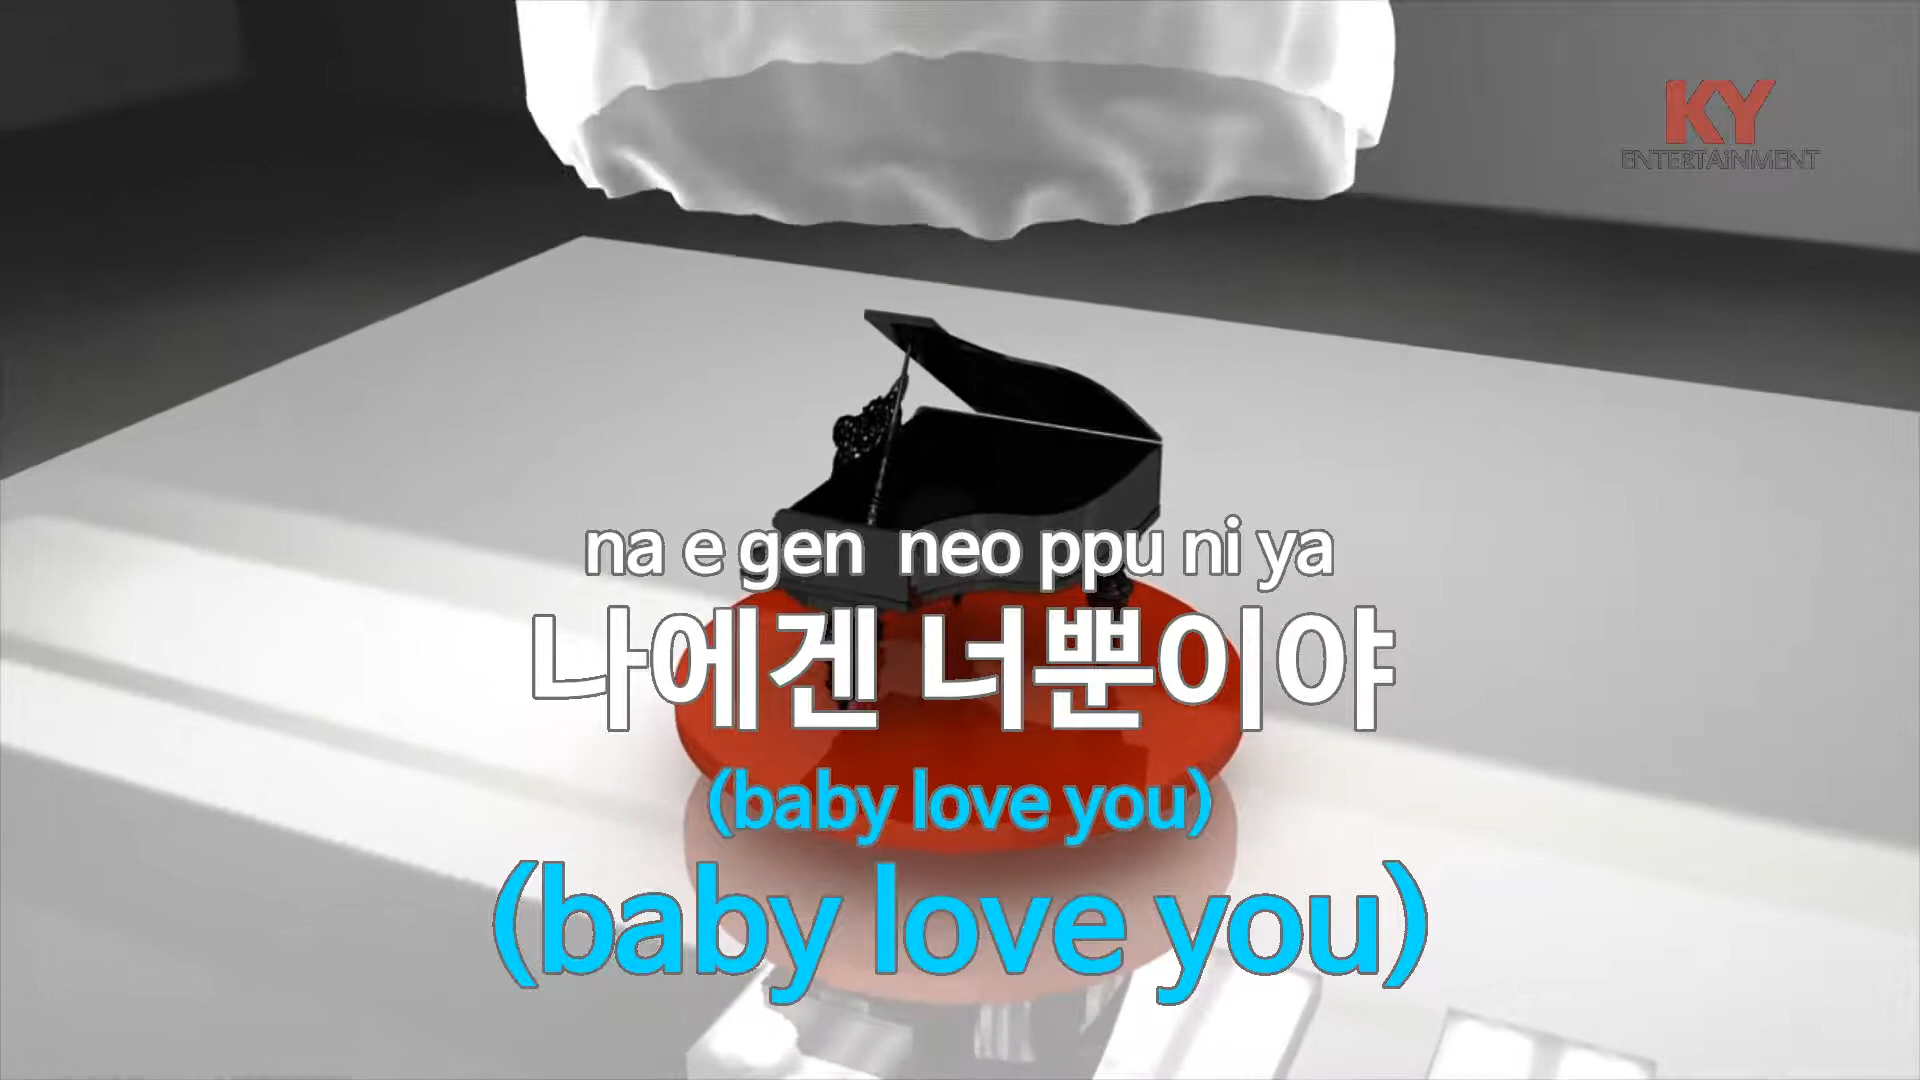 KY
ENTERTAiNMENT
na e gen neo ppu ni ya
나에겐 너뿐이야
(baby love you)
(baby love you)